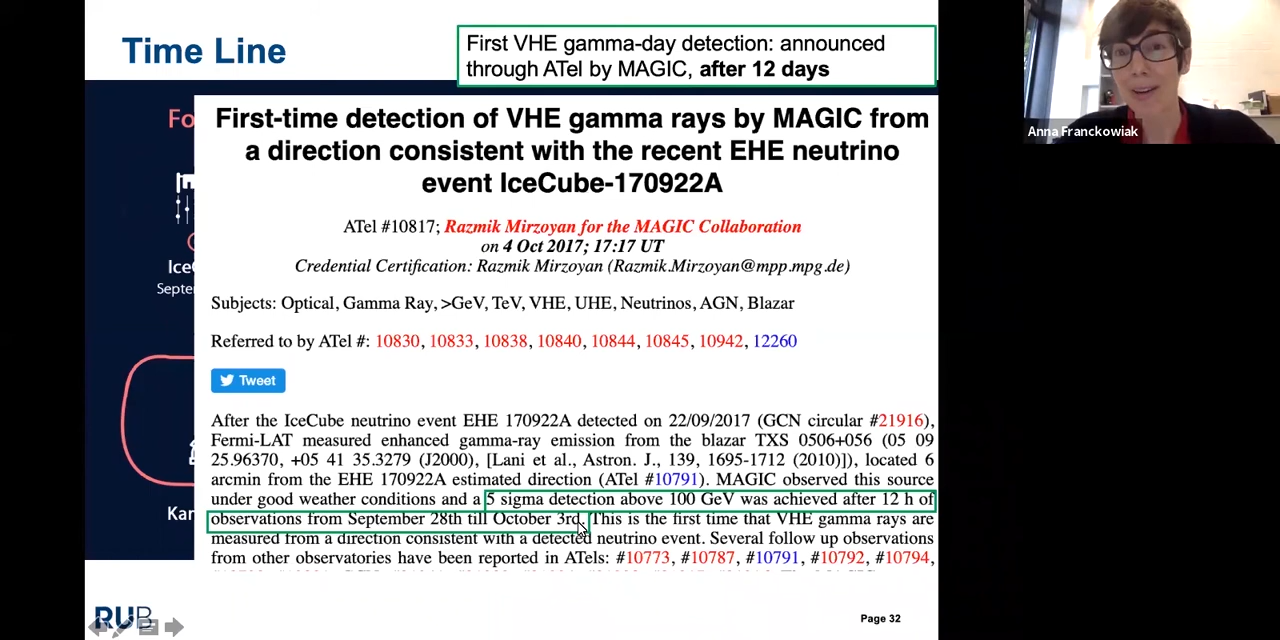 Time Line
First VHE gamma-day detection: announced
through ATel by MAGIC, after 12 days
Anna Franckowiak
Fo
IceC
Septem
Kar
First-time detection of VHE gamma rays by MAGIC from
a direction consistent with the recent EHE neutrino
event IceCube-170922A
ATel #10817; Razmik Mirzoyan for the MAGIC Collaboration
on 4 Oct 2017; 17:17 UT
Credential Certification: Razmik Mirzoyan (Razmik.Mirzoyan@mpp.mpg.de)
Subjects: Optical, Gamma Ray, >GeV, TeV, VHE, UHE, Neutrinos, AGN, Blazar
Referred to by ATel #: 10830, 10833, 10838, 10840, 10844, 10845, 10942, 12260
Tweet
After the IceCube neutrino event EHE 170922A detected on 22/09/2017 (GCN circular #21916),
Fermi-LAT measured enhanced gamma-ray emission from the blazar TXS 0506+056 (05 09
25.96370, +05 41 35.3279 (J2000), [Lani et al., Astron. J., 139, 1695-1712 (2010)]), located 6
arcmin from the EHE 170922A estimated direction (ATel #10791). MAGIC observed this source
under good weather conditions and a 5 sigma detection above 100 GeV was achieved after 12 h of
observations from September 28th till October 3rd. This is the first time that VHE gamma rays are
measured from a direction consistent with a detected neutrino event. Several follow up observations
from other observatories have been reported in ATels: #10773, #10787, #10791, #10792, #10794,
RUB
Page 32